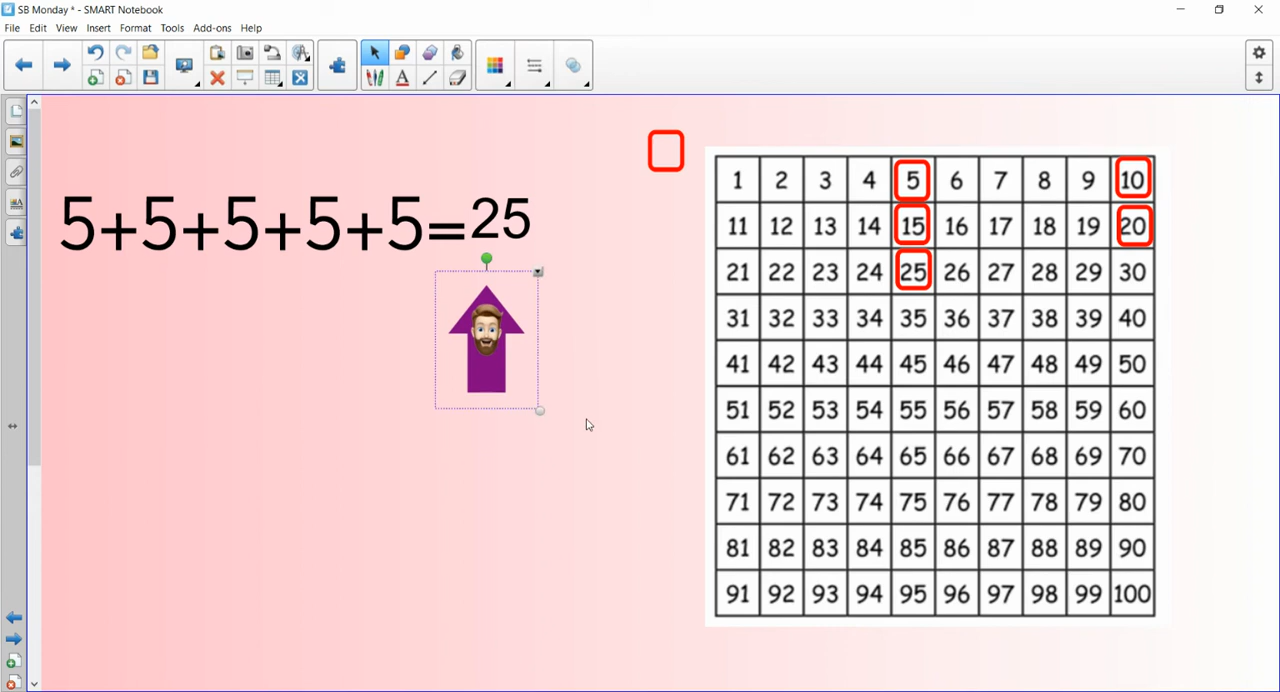 SB Monday * - SMART Notebook
File Edit View Insert Format Tools Add-ons Help
5+5+5+5+5=25
1 2 3 4 5 6 7 8 9 10
11 12 13 14 15 16 17 18 19 20
21 22 23 24 25 26 27 28 29 30
31 32 33 34 35 36 37 38 39 40
41 42 43 44 45 46 47 48 49 50
51 52 53 54 55 56 57 58 59 60
61 62 63 64 65 66 67 68 69 70
71 72 73 74 75 76 77 78 79 80
81 82 83 84 85 86 87 88 89 90
91 92 93 94 95 96 97 98 99 100